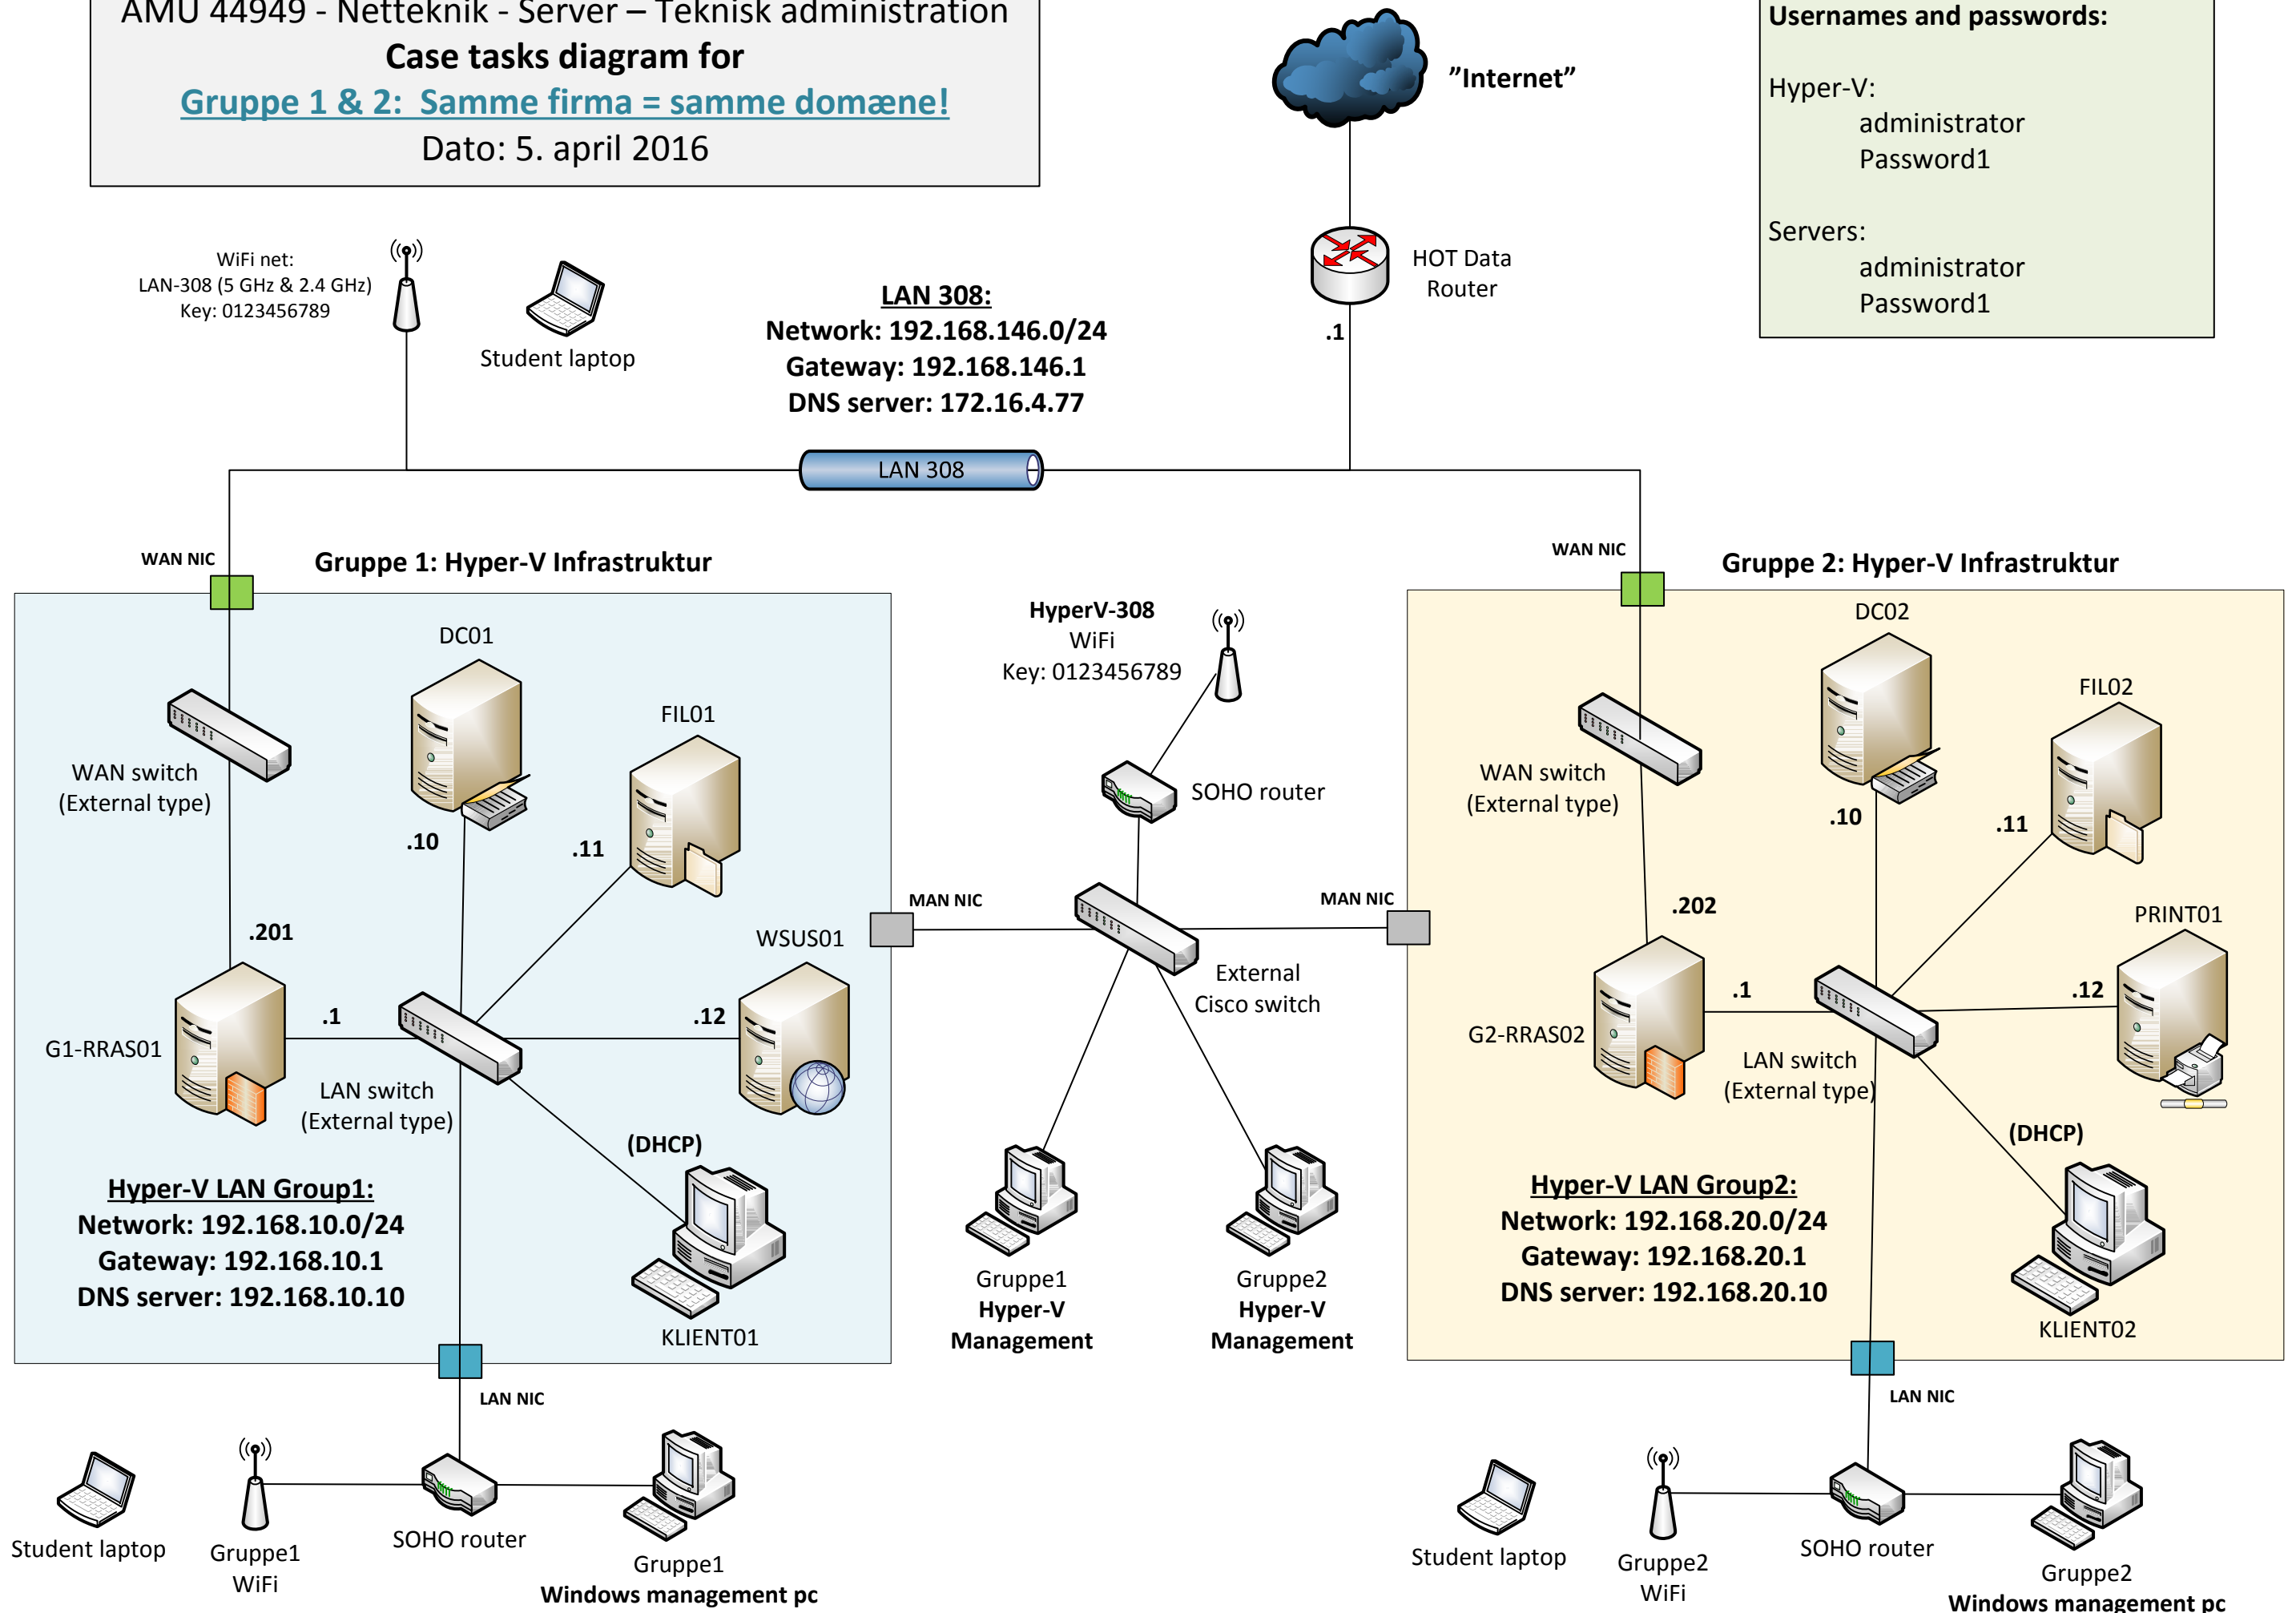 AMU 44949 - Netteknik - Server – Teknisk administration
Case tasks diagram for
Gruppe 1 & 2:  Samme firma = samme domæne!
Dato: 5. april 2016
"Internet"
Usernames and passwords:
Hyper-V:
administrator
Password1
Servers:
administrator
Password1
WiFi net:
LAN-308 (5 GHz & 2.4 GHz)
Key: 0123456789
Student laptop
LAN 308:
Network: 192.168.146.0/24
Gateway: 192.168.146.1
DNS server: 172.16.4.77
HOT Data
Router
.1
LAN 308
WAN NIC
Gruppe 1: Hyper-V Infrastruktur
DC01
FIL01
WAN switch
(External type)
.10
.11
.201
WSUS01
G1-RRAS01
.1
.12
LAN switch
(External type)
(DHCP)
Hyper-V LAN Group1:
Network: 192.168.10.0/24
Gateway: 192.168.10.1
DNS server: 192.168.10.10
KLIENT01
LAN NIC
Student laptop
Gruppe1
WiFi
SOHO router
Gruppe1
Windows management pc
HyperV-308
WiFi
Key: 0123456789
SOHO router
MAN NIC
MAN NIC
External
Cisco switch
Gruppe1
Hyper-V
Management
Gruppe2
Hyper-V
Management
WAN NIC
Gruppe 2: Hyper-V Infrastruktur
DC02
FIL02
WAN switch
(External type)
.10
.11
.202
PRINT01
G2-RRAS02
.1
.12
LAN switch
(External type)
(DHCP)
Hyper-V LAN Group2:
Network: 192.168.20.0/24
Gateway: 192.168.20.1
DNS server: 192.168.20.10
KLIENT02
LAN NIC
Student laptop
Gruppe2
WiFi
SOHO router
Gruppe2
Windows management pc